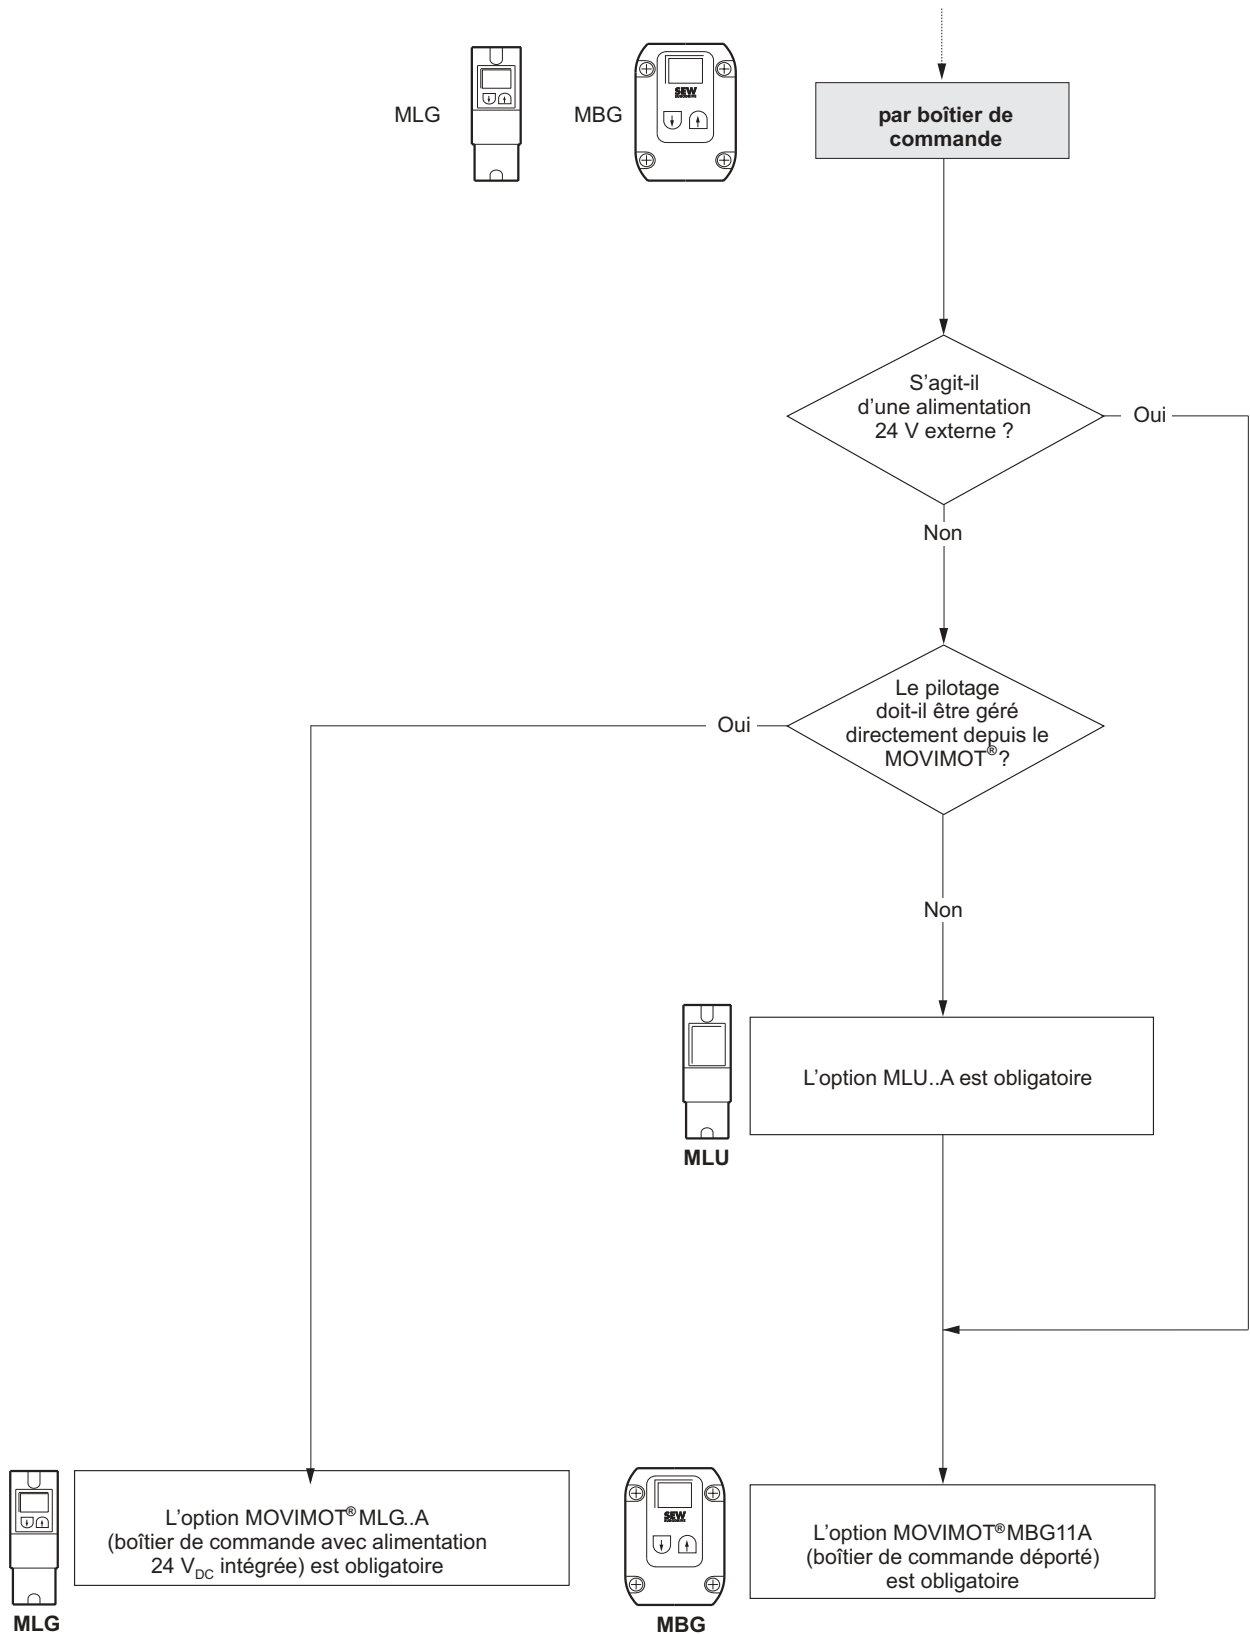 MLG
MBG
SEW
par boîtier de
commande
S’agit-il
d’une alimentation
24 V externe ?
Oui
Non
Le pilotage
doit-il être géré
directement depuis le
MOVIMOT® ?
Oui
Non
L’option MLU..A est obligatoire
MLU
L’option MOVIMOT® MLG..A
(boîtier de commande avec alimentation
24 VDC intégrée) est obligatoire
MLG
SEW
L’option MOVIMOT® MBG11A
(boîtier de commande déporté)
est obligatoire
MBG